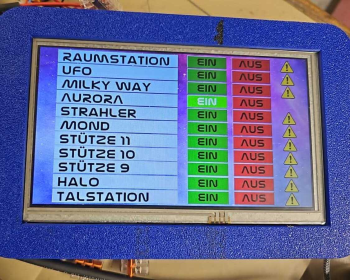 RAUMSTATION EIN AUS
UFO EIN AUS
MILKY WAY EIN AUS
AURORA EIN AUS
STRAHLER EIN AUS
MOND EIN AUS
STÜTZE 11 EIN AUS
STÜTZE 10 EIN AUS
STÜTZE 9 EIN AUS
HALO EIN AUS
TALSTATION EIN AUS